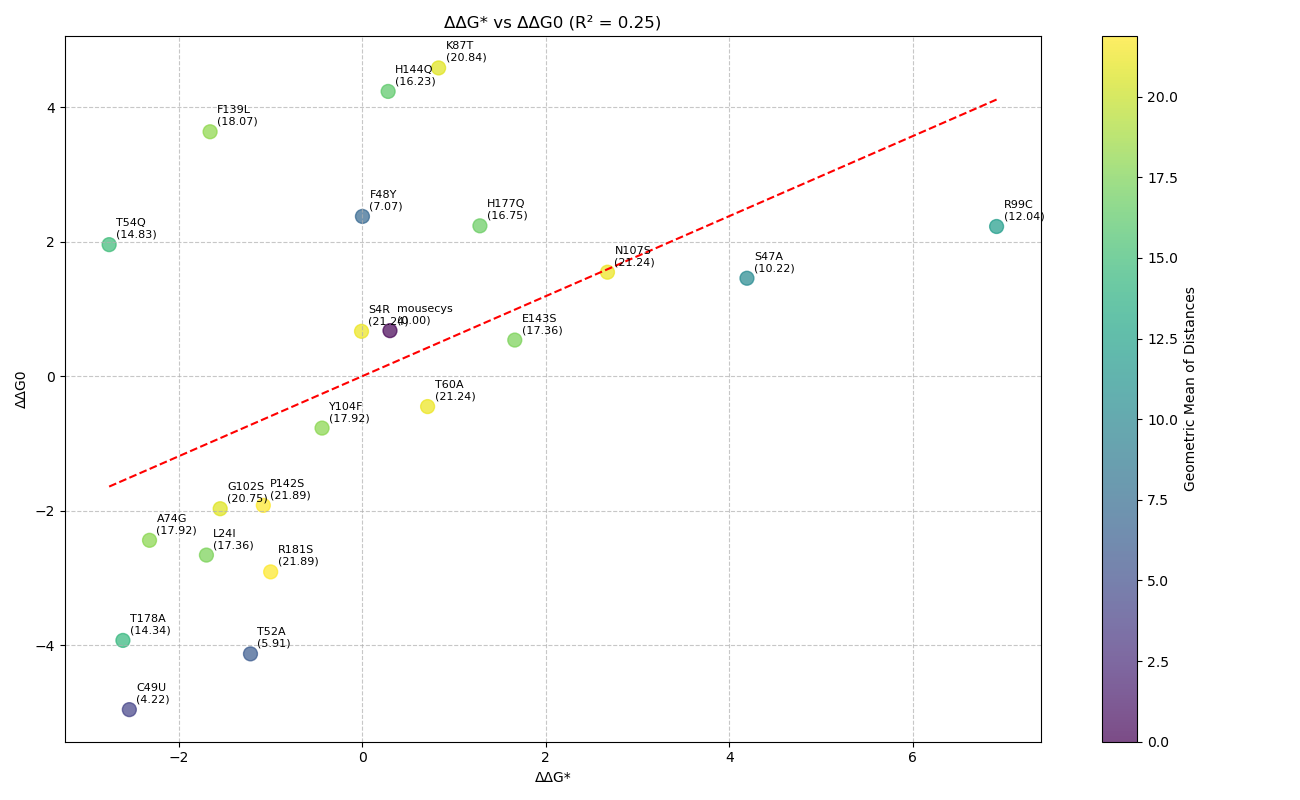 ΔΔG* vs ΔΔG0 (R² = 0.25)
K87T
(20.84)
H144Q
(16.23)
F139L
(18.07)
F48Y
(7.07)
H177Q
(16.75)
R99C
(12.04)
T54Q
(14.83)
N107S
(21.24)
S47A
(10.22)
S4R
(21.24)
mousecys
(0.00)
E143S
(17.36)
T60A
(21.24)
Y104F
(17.92)
G102S
(20.75)
P142S
(21.89)
A74G
(17.92)
L24I
(17.36)
R181S
(21.89)
T178A
(14.34)
T52A
(5.91)
C49U
(4.22)
4
2
0
−2
−4
ΔΔG0
−2
0
2
4
6
ΔΔG*
20.0
17.5
15.0
12.5
10.0
7.5
5.0
2.5
0.0
Geometric Mean of Distances